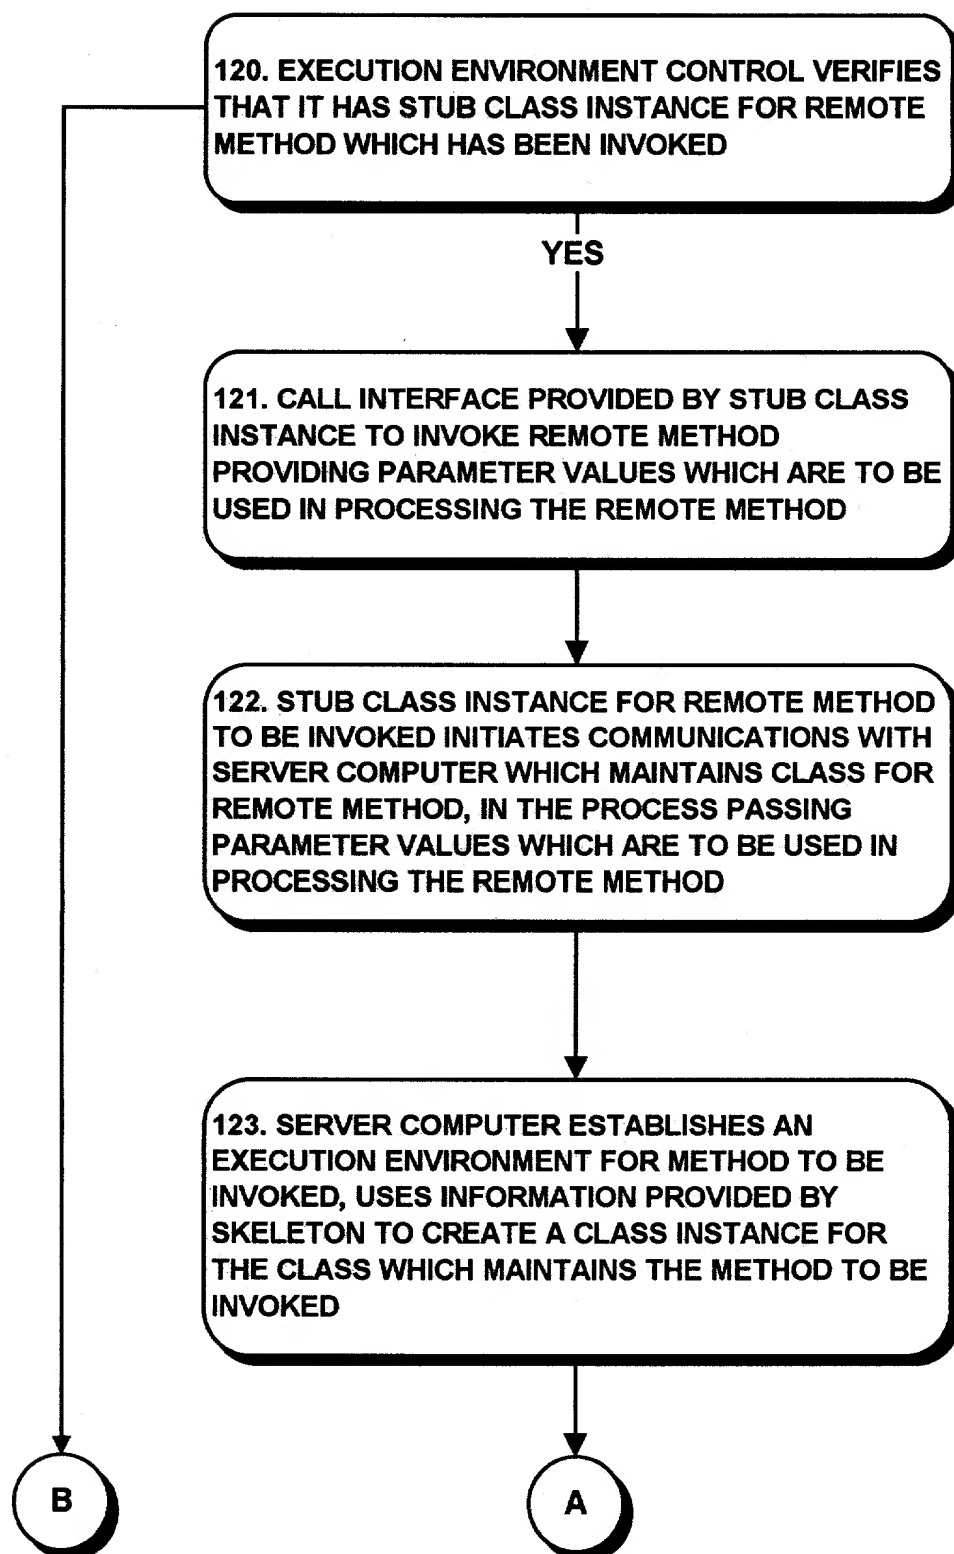 120. EXECUTION ENVIRONMENT CONTROL VERIFIES
THAT IT HAS STUB CLASS INSTANCE FOR REMOTE
METHOD WHICH HAS BEEN INVOKED
YES
121. CALL INTERFACE PROVIDED BY STUB CLASS
INSTANCE TO INVOKE REMOTE METHOD
PROVIDING PARAMETER VALUES WHICH ARE TO BE
USED IN PROCESSING THE REMOTE METHOD
122. STUB CLASS INSTANCE FOR REMOTE METHOD
TO BE INVOKED INITIATES COMMUNICATIONS WITH
SERVER COMPUTER WHICH MAINTAINS CLASS FOR
REMOTE METHOD, IN THE PROCESS PASSING
PARAMETER VALUES WHICH ARE TO BE USED IN
PROCESSING THE REMOTE METHOD
123. SERVER COMPUTER ESTABLISHES AN
EXECUTION ENVIRONMENT FOR METHOD TO BE
INVOKED, USES INFORMATION PROVIDED BY
SKELETON TO CREATE A CLASS INSTANCE FOR
THE CLASS WHICH MAINTAINS THE METHOD TO BE
INVOKED
B
A